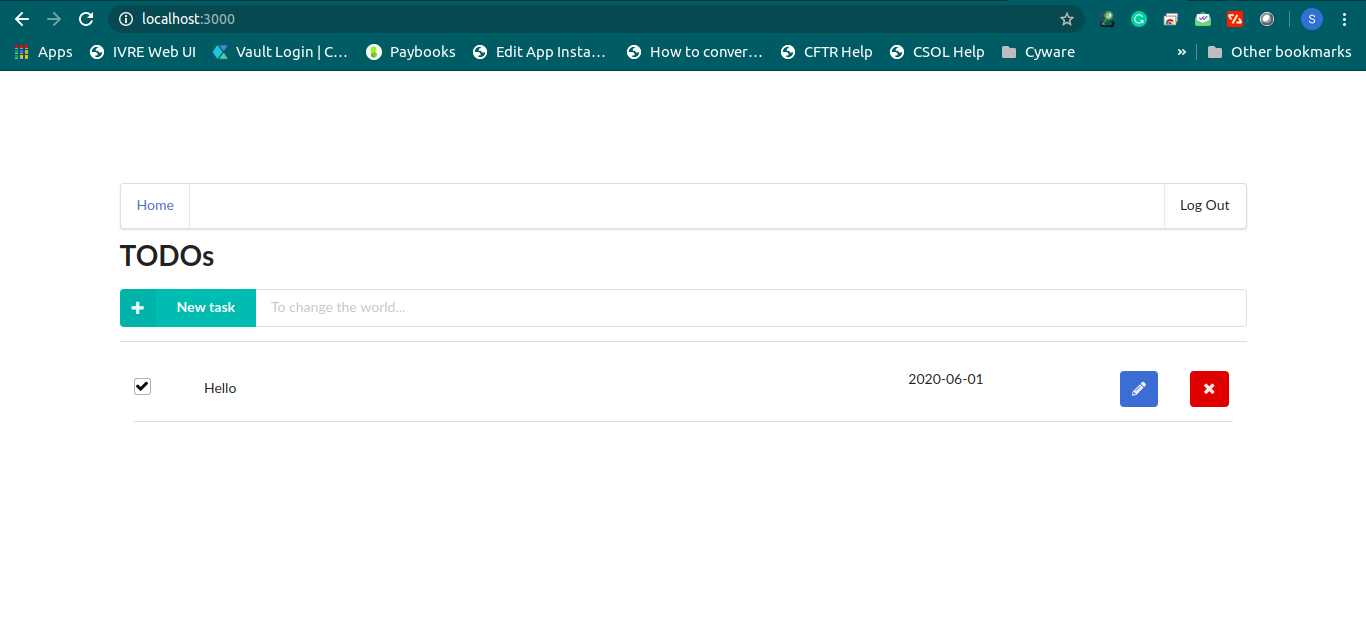 localhost:3000
S
Apps IVRE Web UI Vault Login | C... Paybooks Edit App Insta... How to conver... CFTR Help CSOL Help Cyware » Other bookmarks
Home Log Out
TODOs
New task To change the world...
Hello 2020-06-01